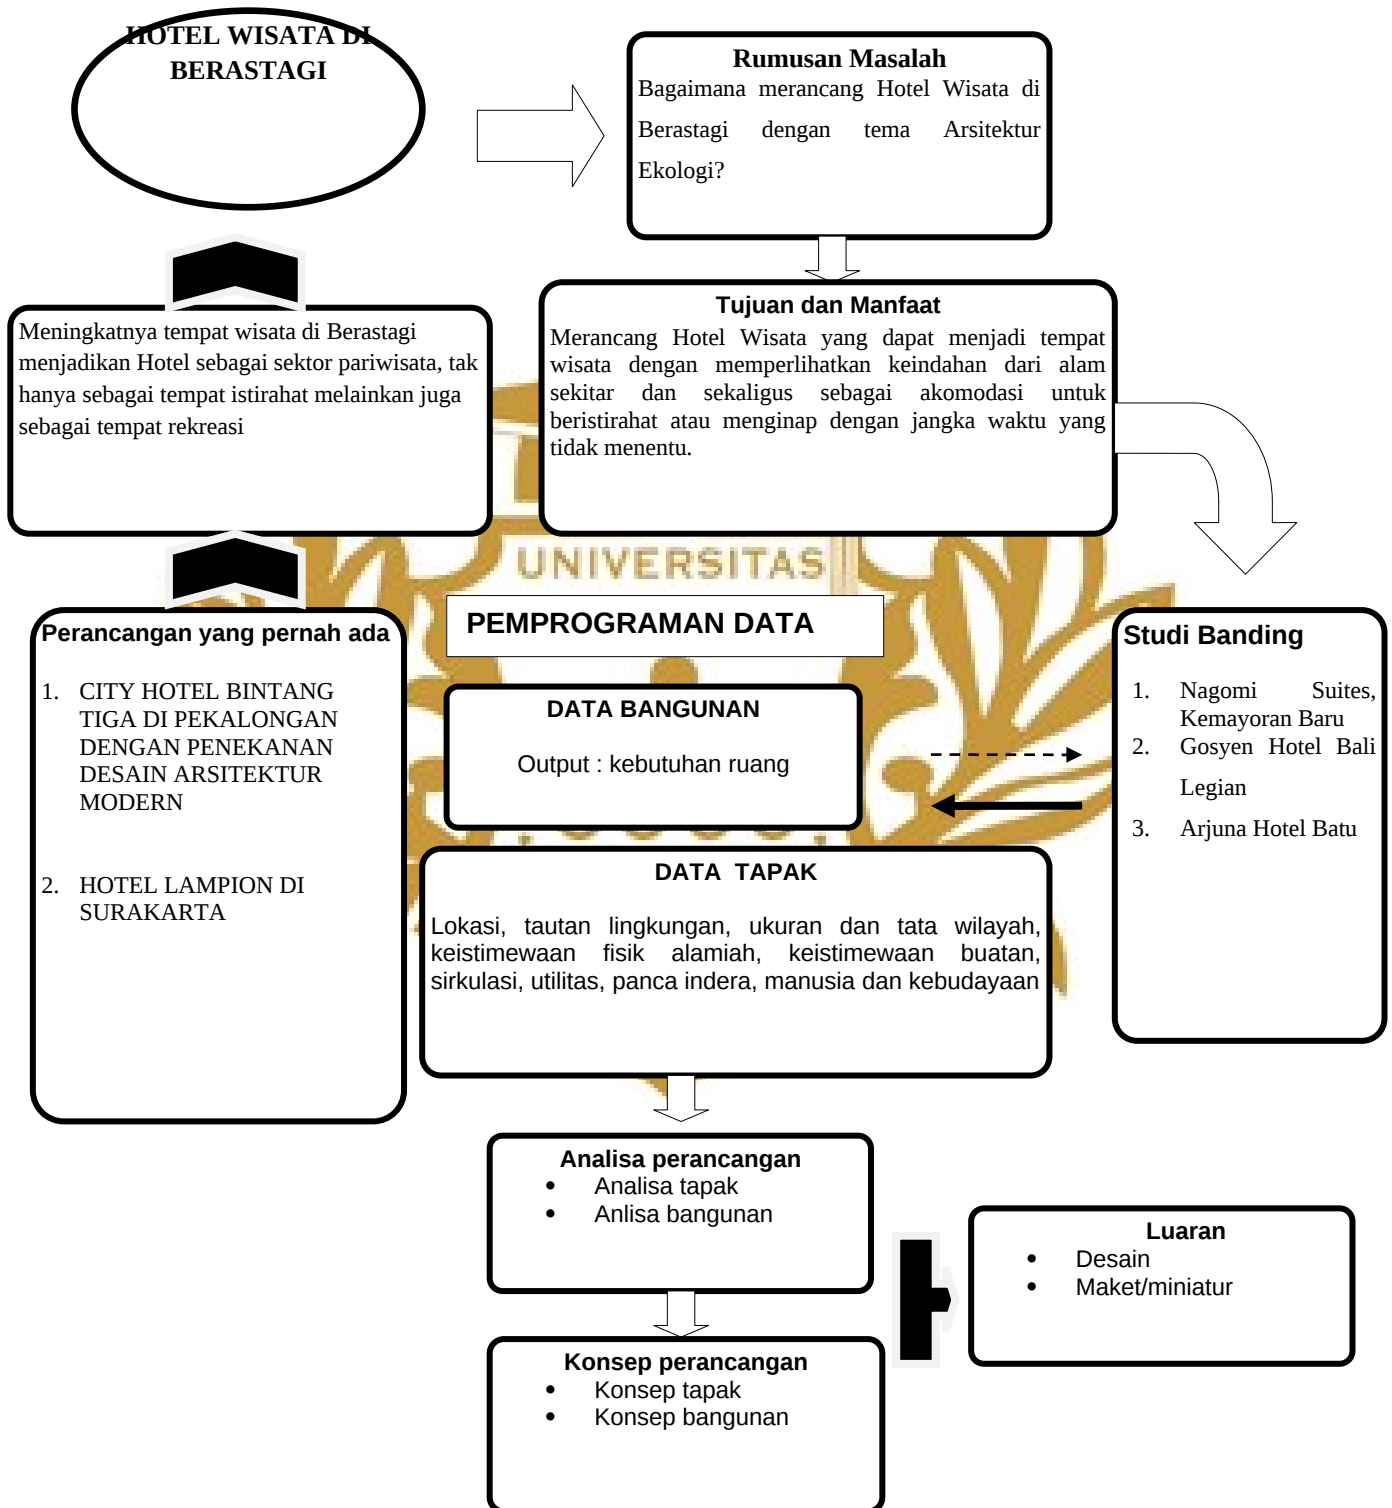 HOTEL WISATA DI
BERASTAGI
Rumusan Masalah
Bagaimana merancang Hotel Wisata di
Berastagi dengan tema Arsitektur
Ekologi?
Meningkatnya tempat wisata di Berastagi
menjadikan Hotel sebagai sektor pariwisata, tak
hanya sebagai tempat istirahat melainkan juga
sebagai tempat rekreasi
Tujuan dan Manfaat
Merancang Hotel Wisata yang dapat menjadi tempat
wisata dengan memperlihatkan keindahan dari alam
sekitar dan sekaligus sebagai akomodasi untuk
beristirahat atau menginap dengan jangka waktu yang
tidak menentu.
UNIVERSITAS
Perancangan yang pernah ada
1. CITY HOTEL BINTANG
TIGA DI PEKALONGAN
DENGAN PENEKANAN
DESAIN ARSITEKTUR
MODERN
2. HOTEL LAMPION DI
SURAKARTA
PEMPROGRAMAN DATA
DATA BANGUNAN
Output : kebutuhan ruang
Studi Banding
1. Nagomi Suites,
Kemayoran Baru
2. Gosyen Hotel Bali
Legian
3. Arjuna Hotel Batu
DATA TAPAK
Lokasi, tautan lingkungan, ukuran dan tata wilayah,
keistimewaan fisik alamiah, keistimewaan buatan,
sirkulasi, utilitas, panca indera, manusia dan kebudayaan
Analisa perancangan
• Analisa tapak
• Anlisa bangunan
Luaran
• Desain
• Maket/miniatur
Konsep perancangan
• Konsep tapak
• Konsep bangunan